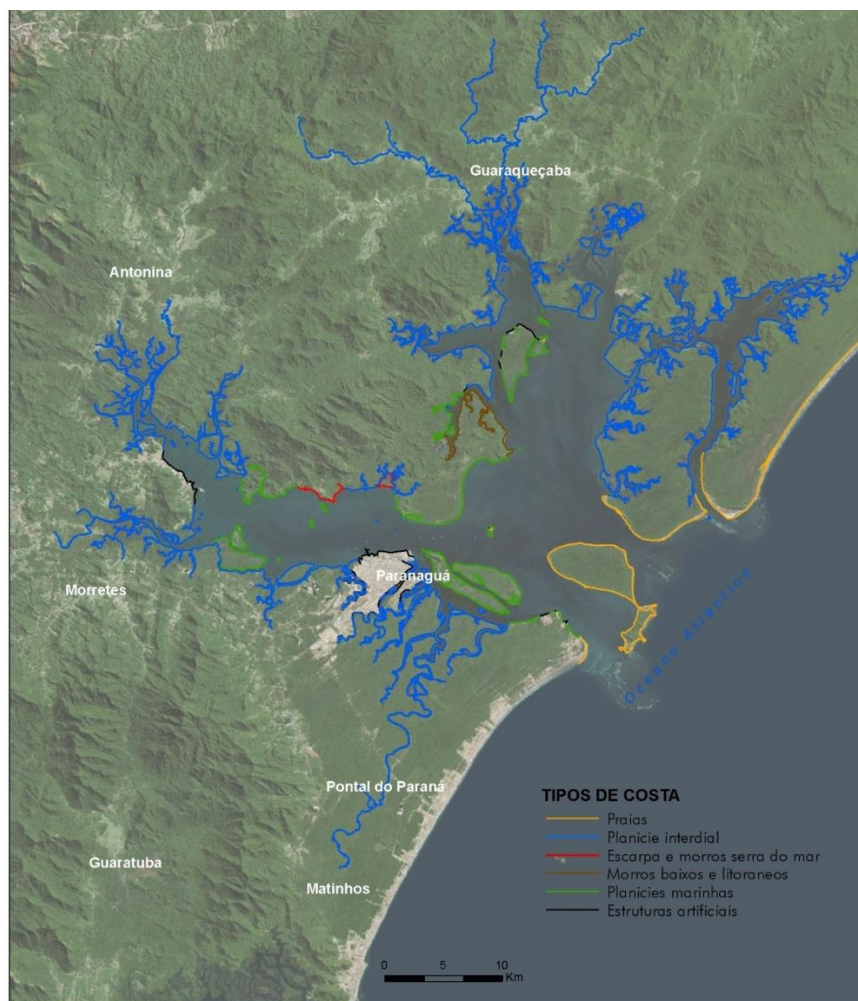 Guaraqueçaba
Antonina
Paranaguá
Morretes
Oceano Atlântico
Pontal do Paraná
Guaratuba
Matinhos
TIPOS DE COSTA
Praias
Planicie interdial
Escarpa e morros serra do mar
Morros baixos e litoraneos
Planicies marinhas
Estruturas artificiais
0 5 10
Km